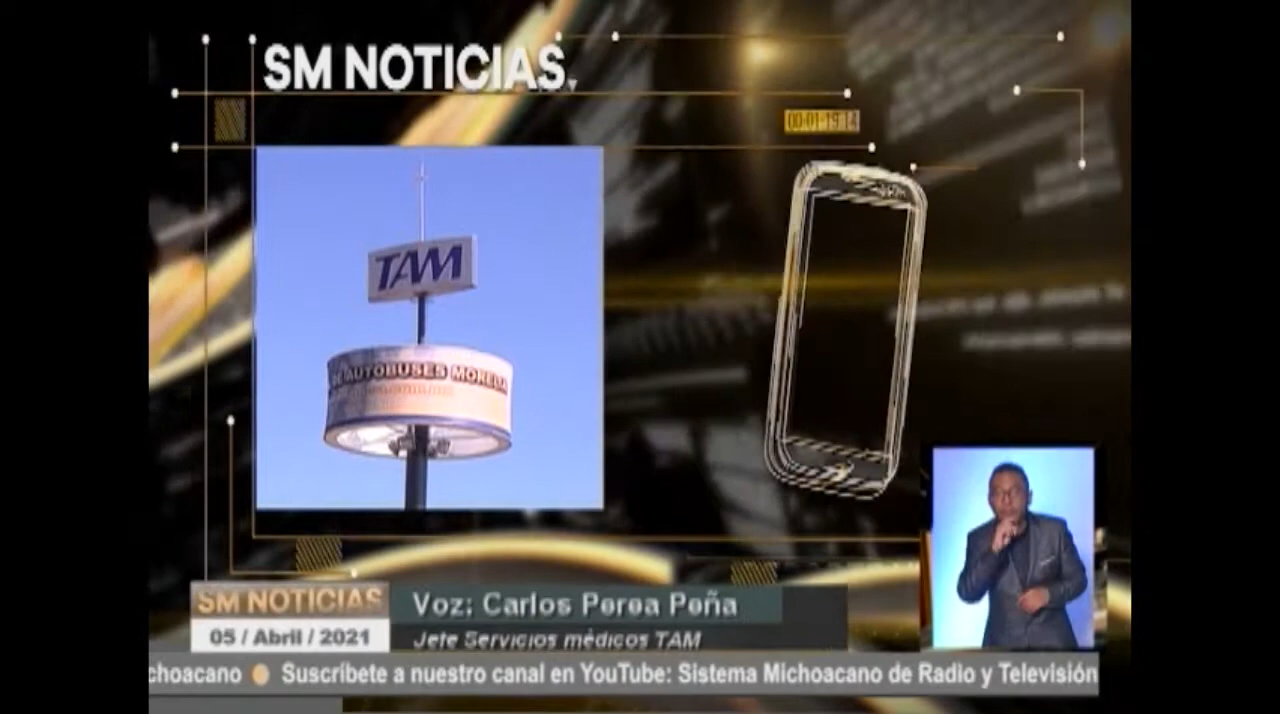 SM NOTICIAS
00:01:19:14
TAM
DE AUTOBUSES MORELIA
SM NOTICIAS
Voz: Carlos Perea Peña
05 / Abril / 2021
Jefe Servicios médicos TAM
choacano
Suscríbete a nuestro canal en YouTube: Sistema Michoacano de Radio y Televisión